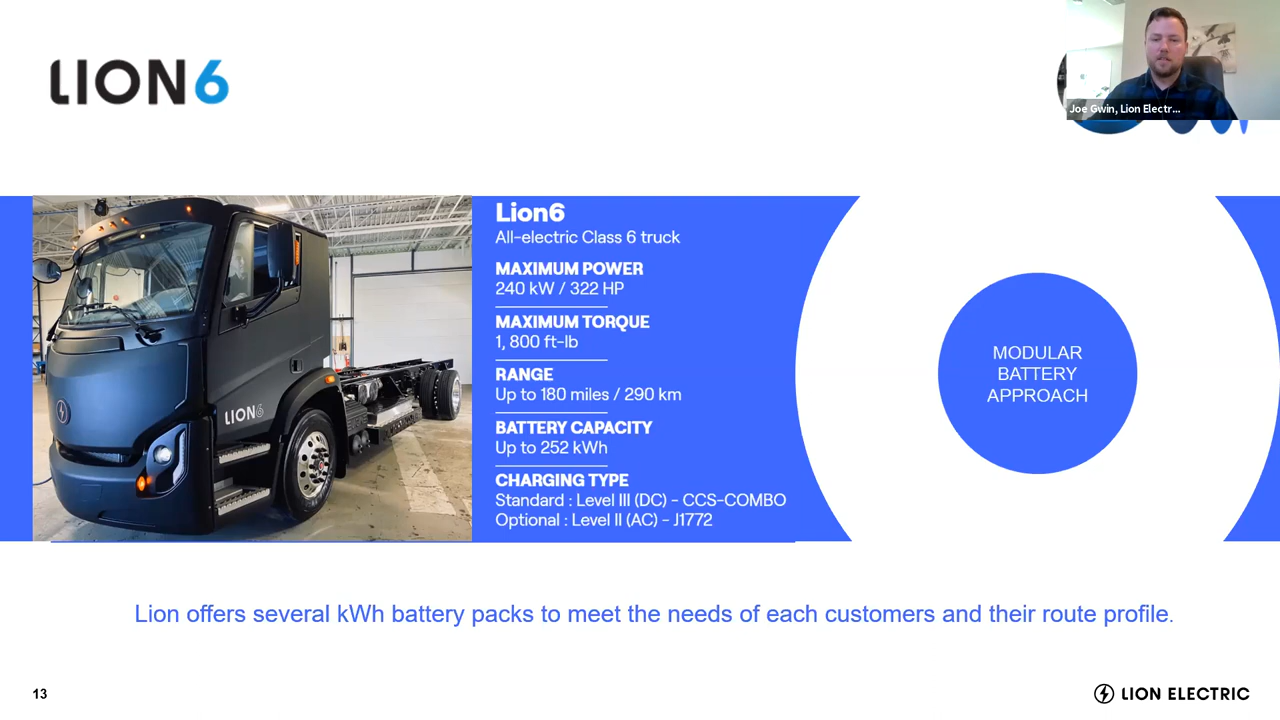 LION6
Joe Gwin, Lion Electr...
LION6
Lion6
All-electric Class 6 truck
MAXIMUM POWER
240 kW / 322 HP
MAXIMUM TORQUE
1, 800 ft-lb
RANGE
Up to 180 miles / 290 km
BATTERY CAPACITY
Up to 252 kWh
CHARGING TYPE
Standard : Level III (DC) - CCS-COMBO
Optional : Level II (AC) - J1772
MODULAR
BATTERY
APPROACH
Lion offers several kWh battery packs to meet the needs of each customers and their route profile.
13
LION ELECTRIC